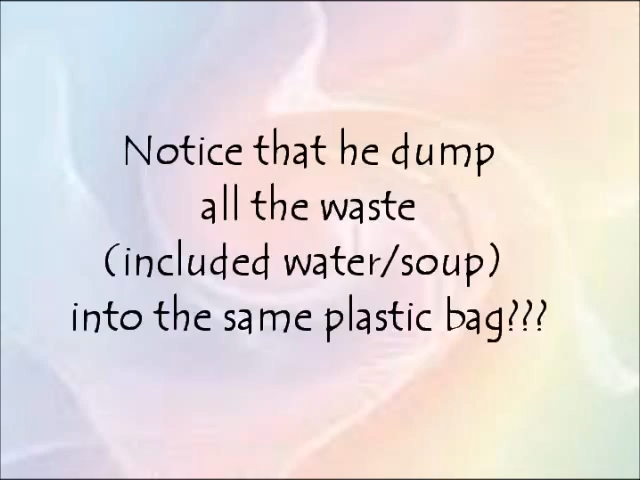 Notice that he dump
all the waste
(included water/soup)
into the same plastic bag???